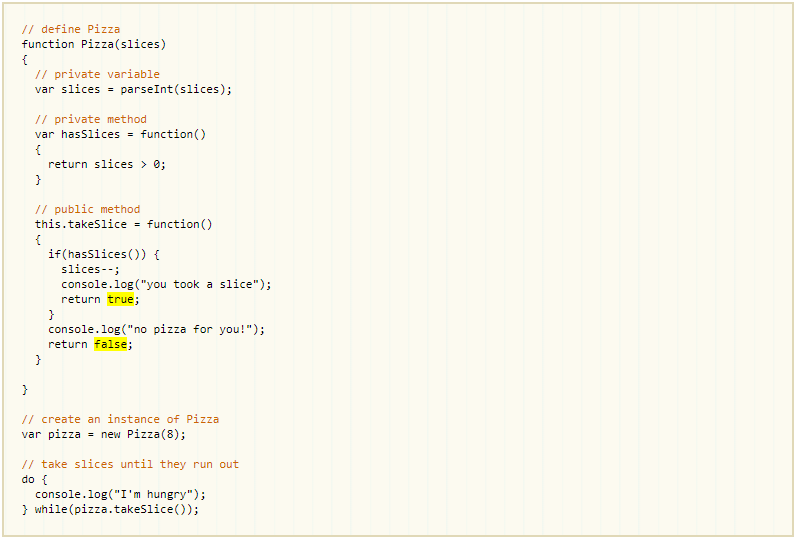 // define Pizza
function Pizza(slices)
{
  // private variable
  var slices = parseInt(slices);

  // private method
  var hasSlices = function()
  {
    return slices > 0;
  }

  // public method
  this.takeSlice = function()
  {
    if(hasSlices()) {
      slices--;
      console.log("you took a slice");
      return true;
    }
    console.log("no pizza for you!");
    return false;
  }

}

// create an instance of Pizza
var pizza = new Pizza(8);

// take slices until they run out
do {
  console.log("I'm hungry");
} while(pizza.takeSlice());